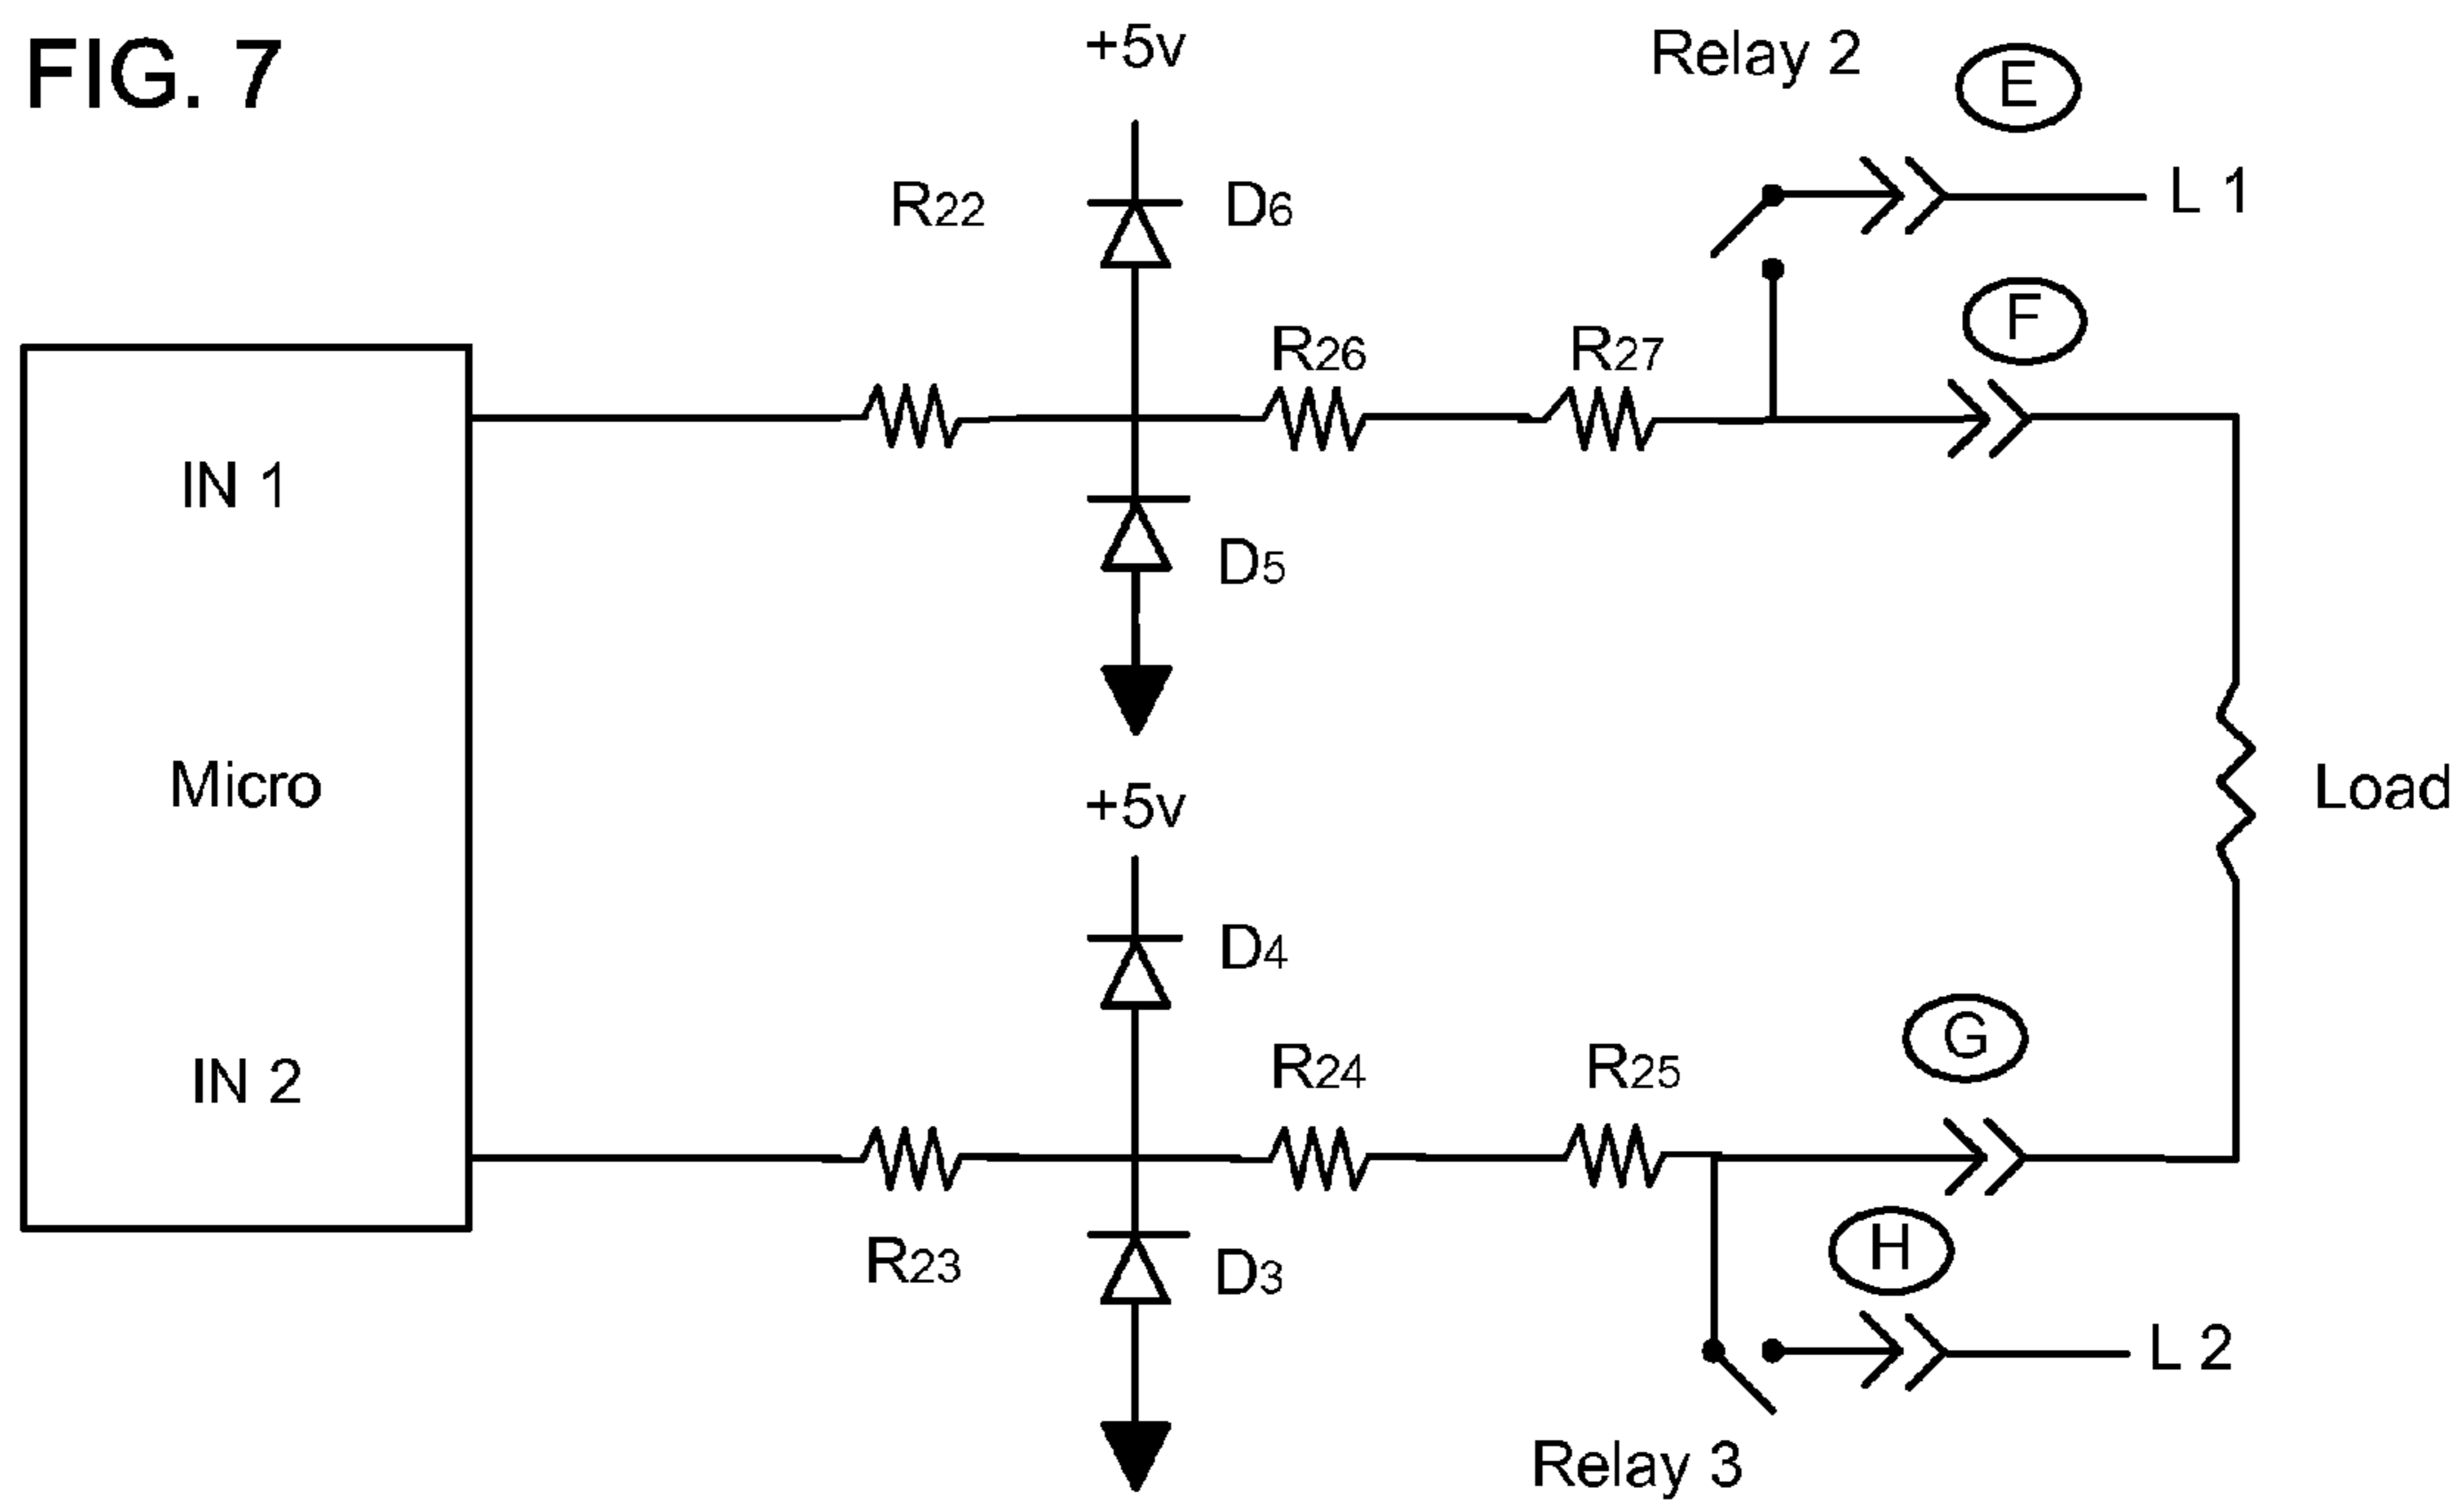 FIG. 7
+5v
Relay 2
E
R22
D6
L 1
F
R26
R27
IN 1
D5
Micro
+5v
Load
D4
G
IN 2
R24
R25
H
R23
D3
L 2
Relay 3